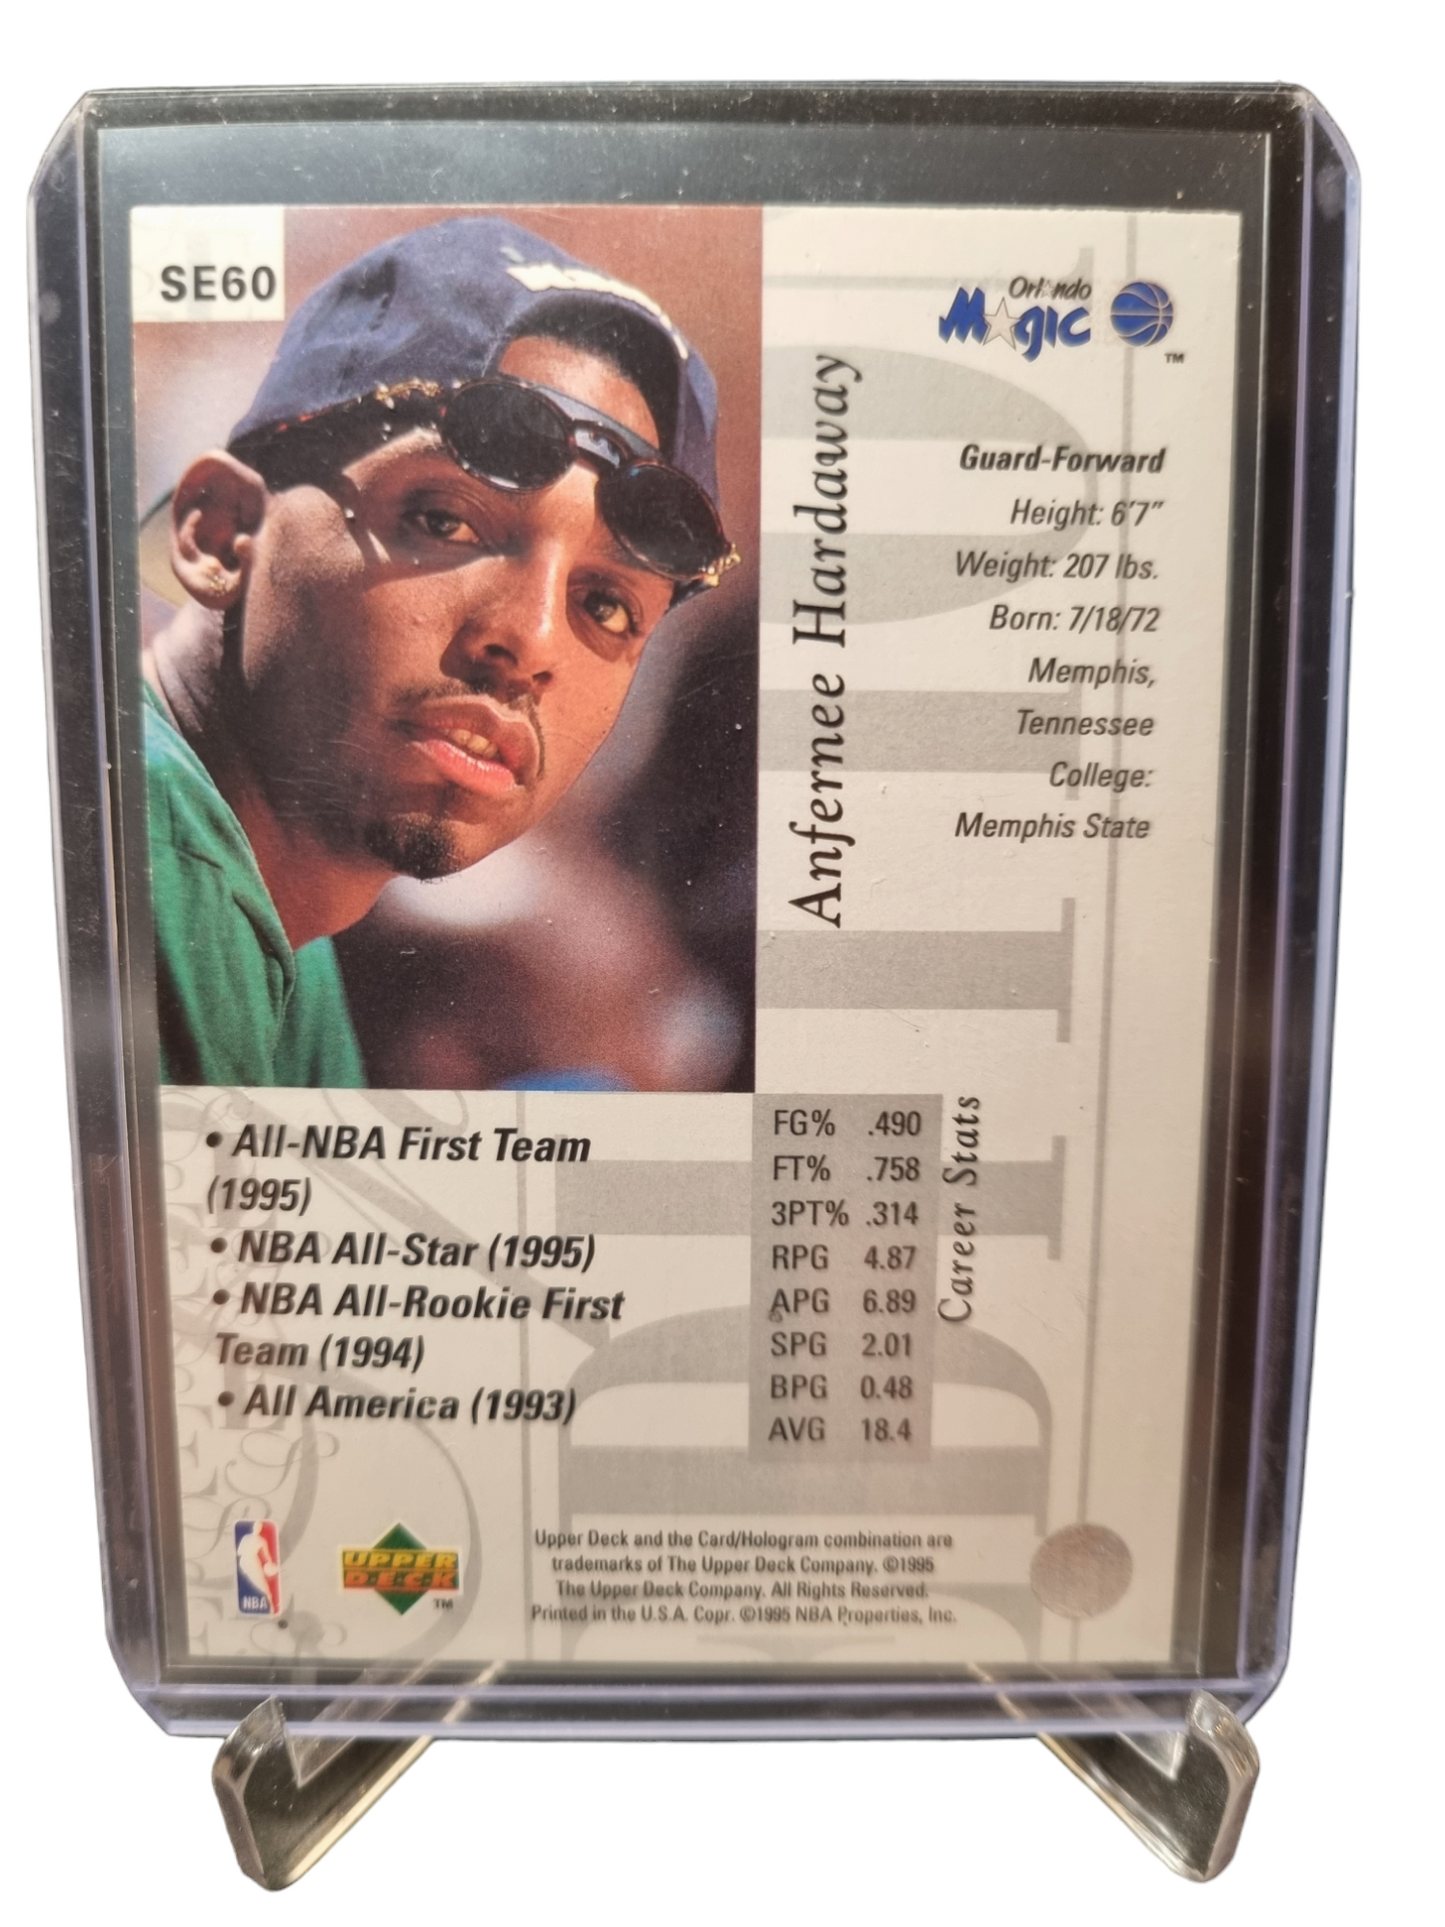 SE60
Orlando
Magic
TM
Anfernee Hardaway
Guard-Forward
Height: 6'7"
Weight: 207 lbs.
Born: 7/18/72
Memphis,
Tennessee
College:
Memphis State
• All-NBA First Team
(1995)
• NBA All-Star (1995)
• NBA All-Rookie First
Team (1994)
• All America (1993)
FG% .490
FT% .758
3PT% .314
RPG 4.87
APG 6.89
SPG 2.01
BPG 0.48
AVG 18.4
Career Stats
NBA
UPPER
DECK
TM
Upper Deck and the Card/Hologram combination are
trademarks of The Upper Deck Company. ©1995
The Upper Deck Company. All Rights Reserved.
Printed in the U.S.A. Copr. ©1995 NBA Properties, Inc.